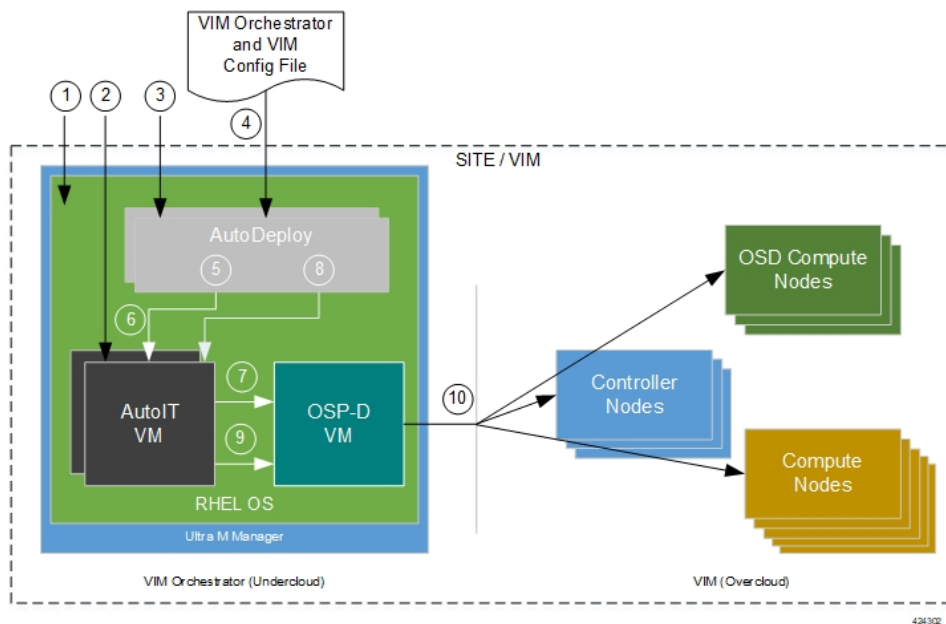 VIM Orchestrator
and VIM
Config File
1
2
3
4
SITE / VIM
AutoDeploy
5
8
6
OSD Compute
Nodes
AutoIT
VM
7
9
OSP-D
VM
10
Controller
Nodes
Compute
Nodes
RHEL OS
Ultra M Manager
VIM Orchestrator (Undercloud)
VIM (Overcloud)
424302